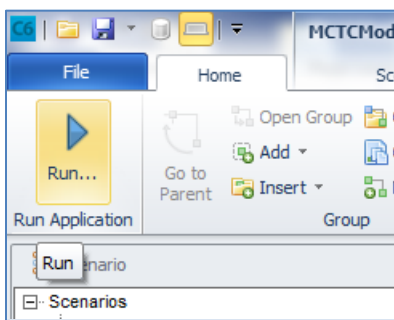 C6 MCTCMod
File Home Sc
Run... Go to Parent Open Group
Add
Insert
Run Application Group
Run enario
Scenarios